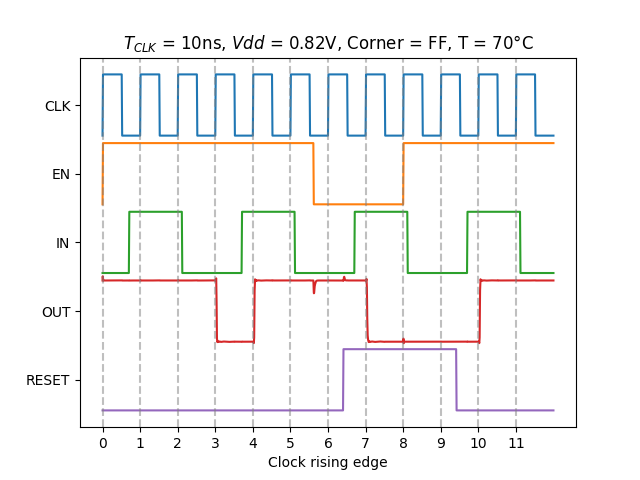 T_CLK = 10ns, Vdd = 0.82V, Corner = FF, T = 70°C
CLK
EN
IN
OUT
RESET
0 1 2 3 4 5 6 7 8 9 10 11
Clock rising edge